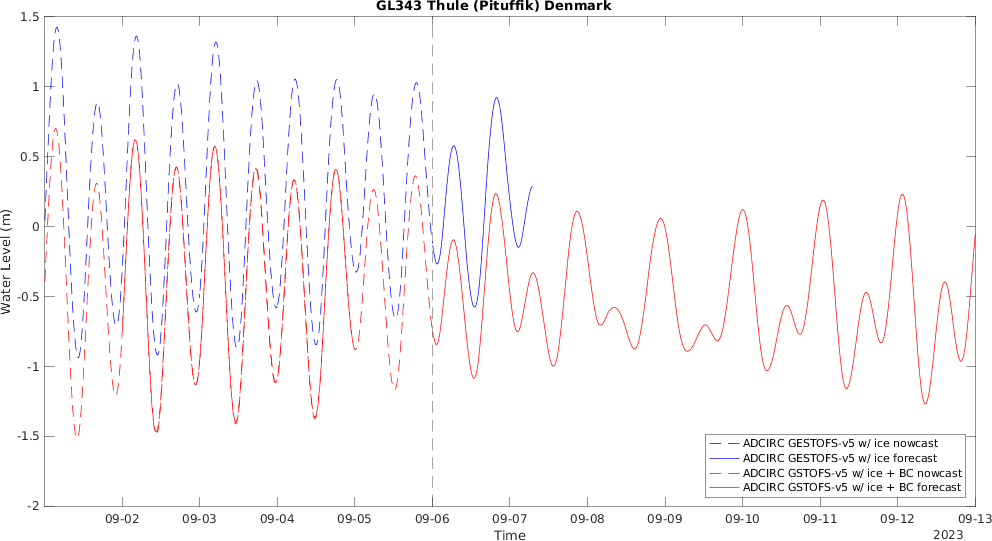 GL343 Thule (Pituffik) Denmark
1.5
1
0.5
0
-0.5
-1
-1.5
-2
Water Level (m)
ADCIRC GESTOFS-v5 w/ ice nowcast
ADCIRC GESTOFS-v5 w/ ice forecast
ADCIRC GSTOFS-v5 w/ ice + BC nowcast
ADCIRC GSTOFS-v5 w/ ice + BC forecast
09-02 09-03 09-04 09-05 09-06 09-07 09-08 09-09 09-10 09-11 09-12 09-13
Time
2023